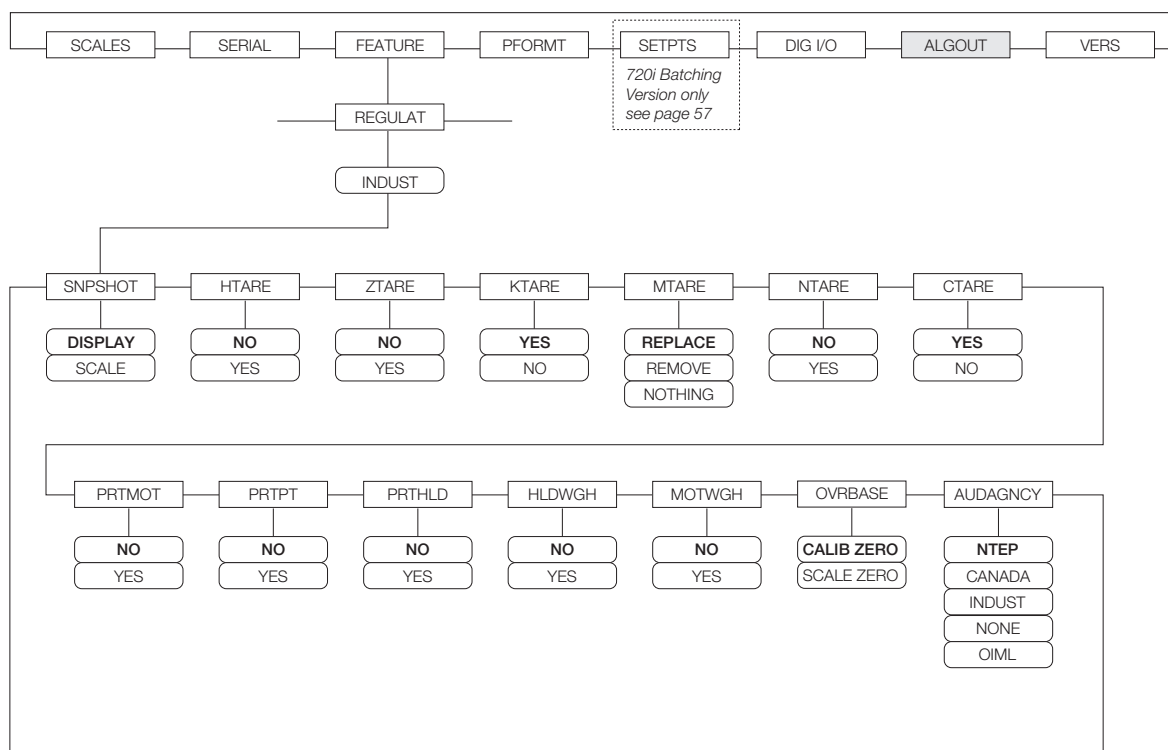 SCALES
SERIAL
FEATURE
PFORMT
SETPTS
DIG I/O
ALGOUT
VERS
720i Batching
Version only
see page 57
REGULAT
INDUST
SNPSHOT
HTARE
ZTARE
KTARE
MTARE
NTARE
CTARE
DISPLAY
NO
NO
YES
REPLACE
NO
YES
SCALE
YES
YES
NO
REMOVE
YES
NO
NOTHING
PRTMOT
PRTPT
PRTHLD
HLDWGH
MOTWGH
OVRBASE
AUDAGNCY
NO
NO
NO
NO
NO
CALIB ZERO
NTEP
YES
YES
YES
YES
YES
SCALE ZERO
CANADA
INDUST
NONE
OIML